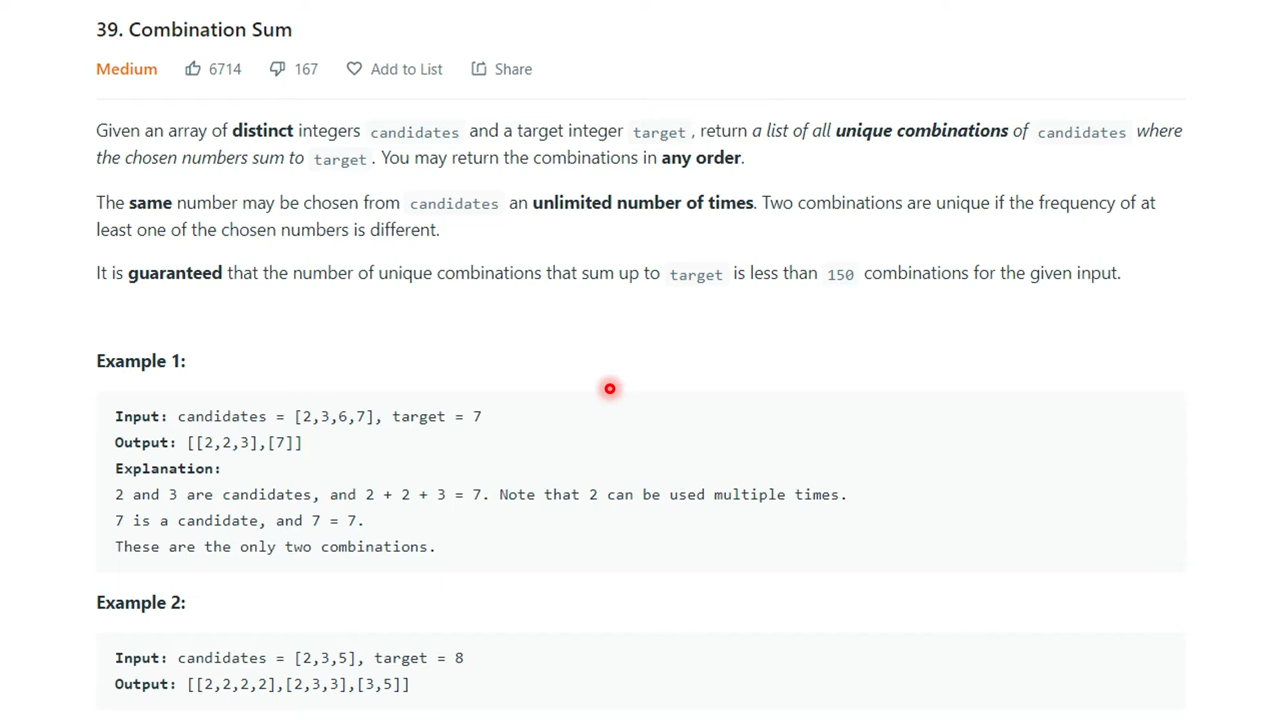 39. Combination Sum
Medium 6714 167 Add to List Share
Given an array of distinct integers candidates and a target integer target, return a list of all unique combinations of candidates where
the chosen numbers sum to target. You may return the combinations in any order.
The same number may be chosen from candidates an unlimited number of times. Two combinations are unique if the frequency of at
least one of the chosen numbers is different.
It is guaranteed that the number of unique combinations that sum up to target is less than 150 combinations for the given input.
Example 1:
Input: candidates = [2,3,6,7], target = 7
Output: [[2,2,3],[7]]
Explanation:
2 and 3 are candidates, and 2 + 2 + 3 = 7. Note that 2 can be used multiple times.
7 is a candidate, and 7 = 7.
These are the only two combinations.
Example 2:
Input: candidates = [2,3,5], target = 8
Output: [[2,2,2,2],[2,3,3],[3,5]]